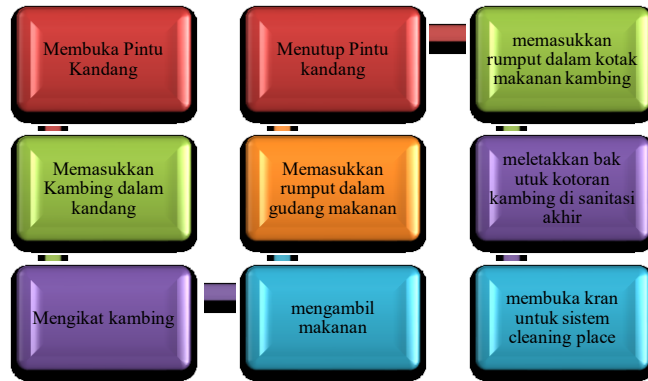 Membuka Pintu
Kandang
Memasukkan
Kambing dalam
kandang
Mengikat kambing
mengambil
makanan
Memasukkan
rumput dalam
gudang makanan
Menutup Pintu
kandang
memasukkan
rumput dalam kotak
makanan kambing
meletakkan bak
utuk kotoran
kambing di sanitasi
akhir
membuka kran
untuk sistem
cleaning place